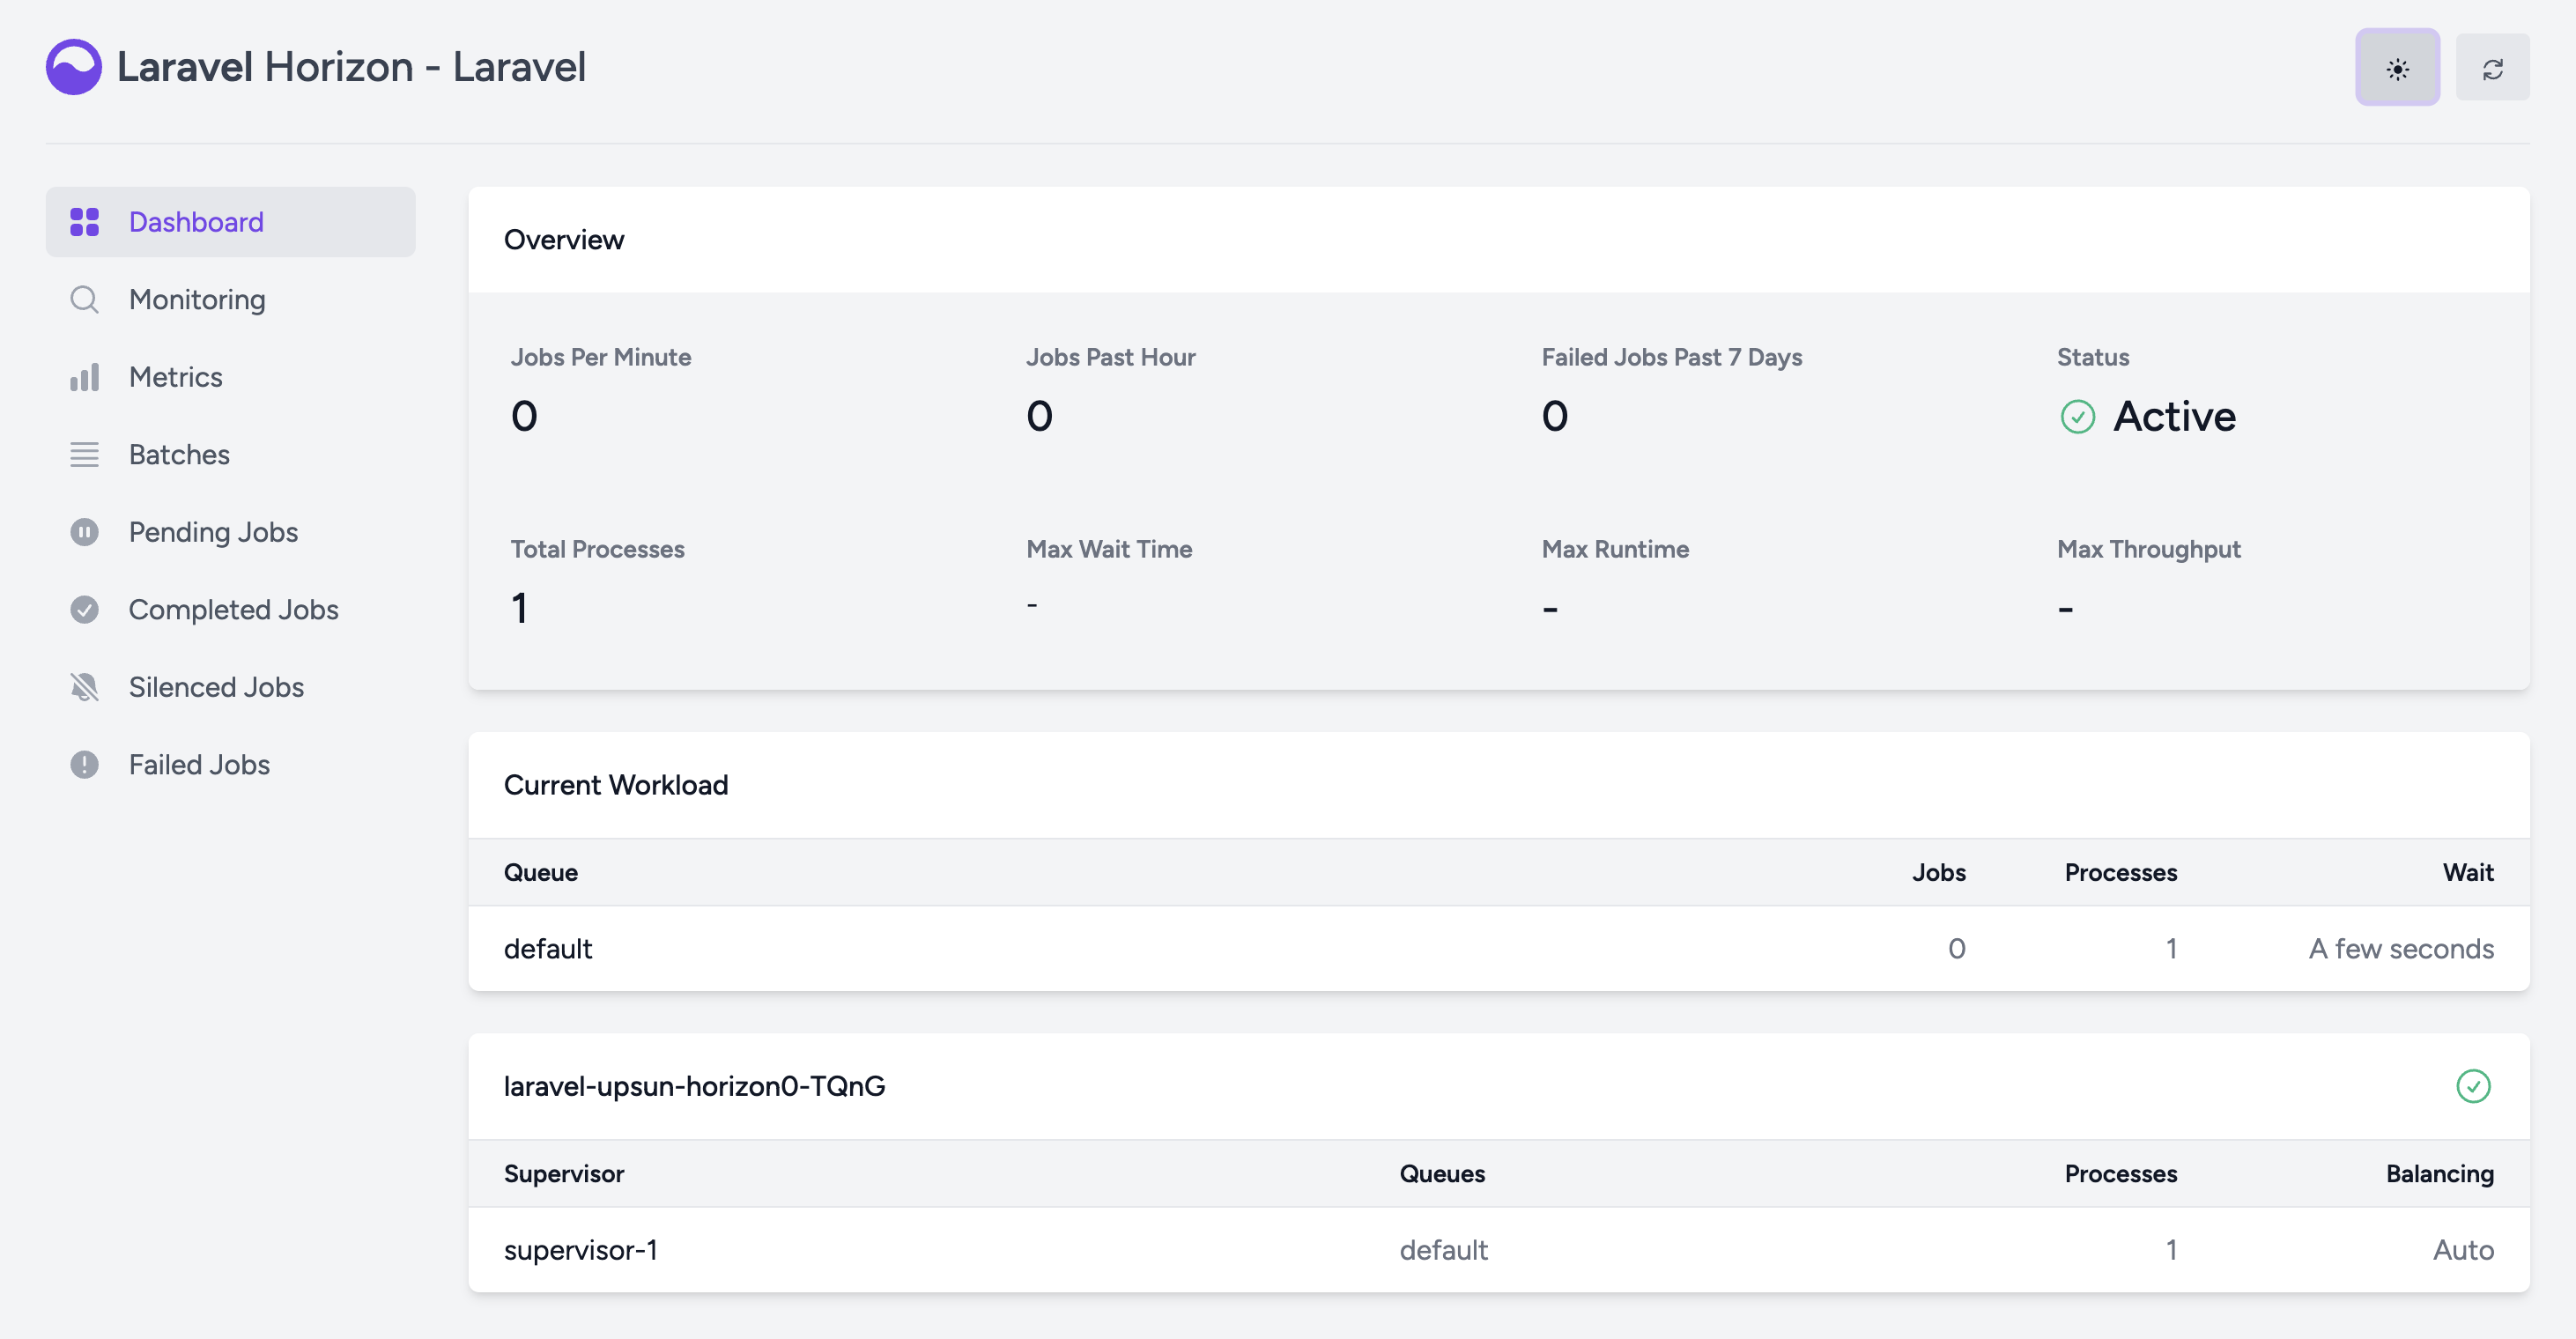 Laravel Horizon - Laravel
Dashboard
Monitoring
Metrics
Batches
Pending Jobs
Completed Jobs
Silenced Jobs
Failed Jobs
Overview
Jobs Per Minute Jobs Past Hour Failed Jobs Past 7 Days Status
0 0 0 Active
Total Processes Max Wait Time Max Runtime Max Throughput
1 - - -
Current Workload
Queue Jobs Processes Wait
default 0 1 A few seconds
laravel-upsun-horizon0-TQnG
Supervisor Queues Processes Balancing
supervisor-1 default 1 Auto